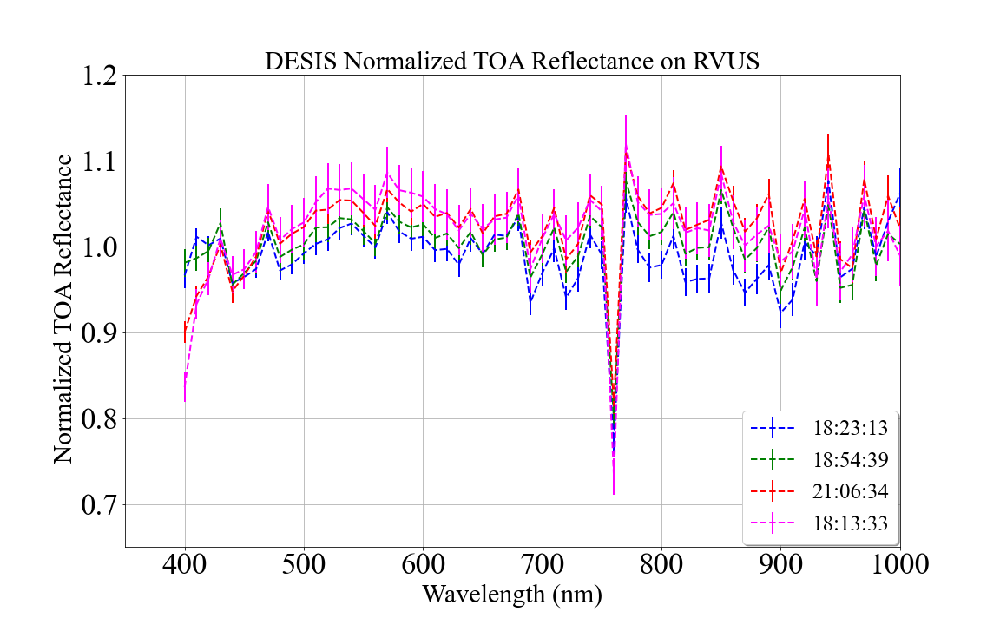 DESIS Normalized TOA Reflectance on RVUS
Normalized TOA Reflectance
1.2
1.1
1.0
0.9
0.8
0.7
18:23:13
18:54:39
21:06:34
18:13:33
400 500 600 700 800 900 1000
Wavelength (nm)